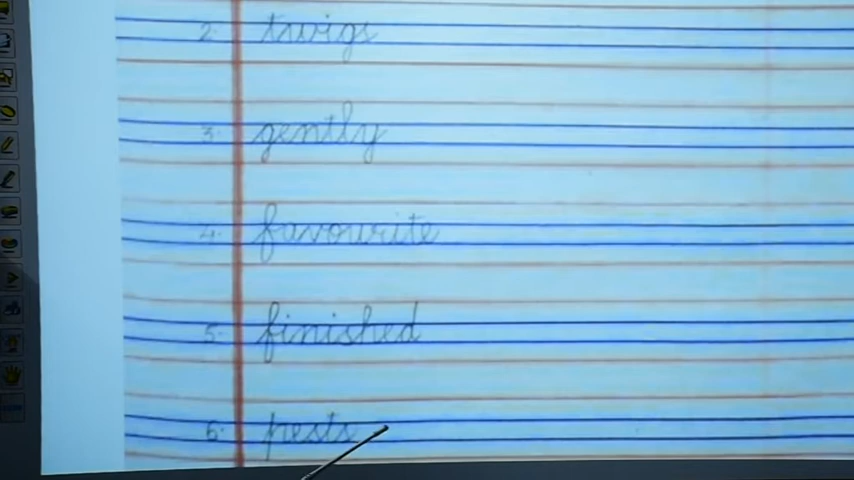 2. twigs
3. gently
4. favourite
5. finished
6. pests